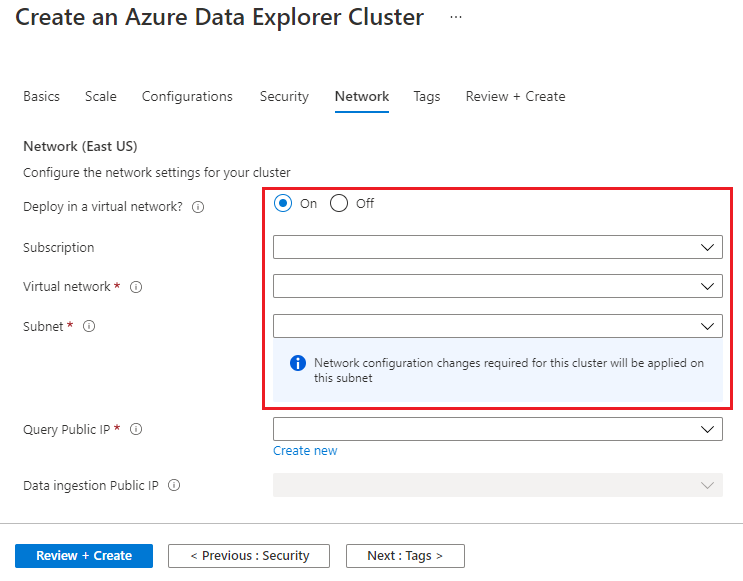 Create an Azure Data Explorer Cluster ...
Basics Scale Configurations Security Network Tags Review + Create
Network (East US)
Configure the network settings for your cluster
Deploy in a virtual network? On Off
Subscription
Virtual network *
Subnet *
Network configuration changes required for this cluster will be applied on
this subnet
Query Public IP *
Create new
Data ingestion Public IP
Review + Create < Previous : Security Next : Tags >